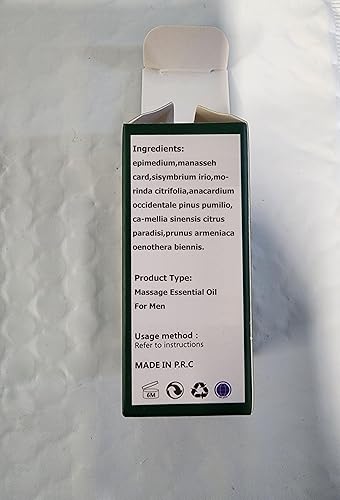 Ingredients:
epimedium,manasseh
card,sisymbrium irio,mo-
rinda citrifolia,anacardium
occidentale pinus pumilio,
ca-mellia sinensis citrus
paradisi,prunus armeniaca
oenothera biennis.
Product Type:
Massage Essential Oil
For Men
Usage method :
Refer to instructions
MADE IN P.R.C
6M